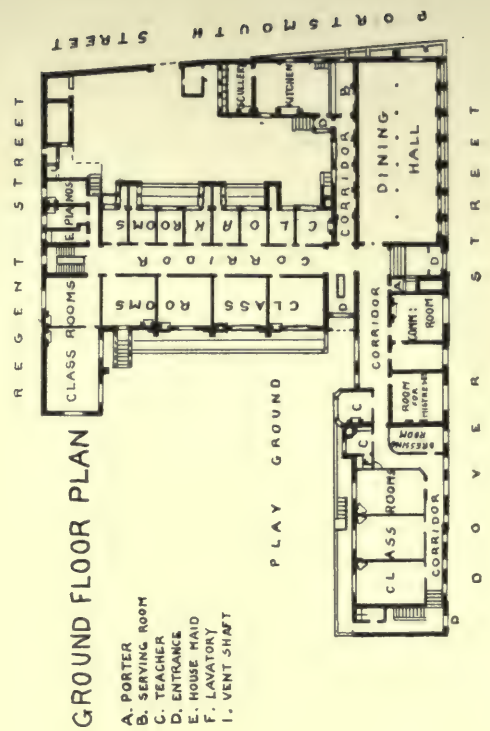 GROUND FLOOR PLAN
A. PORTER
B. SERVING ROOM
C. TEACHER
D. ENTRANCE
E. HOUSE MAID
F. LAVATORY
I. VENT SHAFT
REGENT STREET
PORTSMOUTH STREET
DOVER STREET
PLAY GROUND
CLASS ROOMS
E
PIANOS
CLOAK ROOMS
CORRIDOR
CLASS ROOMS
D
SCULLERY
KITCHEN
D
B
CORRIDOR
DINING
HALL
CORRIDOR
A
D
COMM:
ROOM
ROOM
FOR
MISTRESS
DRESSING
ROOM
C
C
CLASS ROOMS
CORRIDOR
D